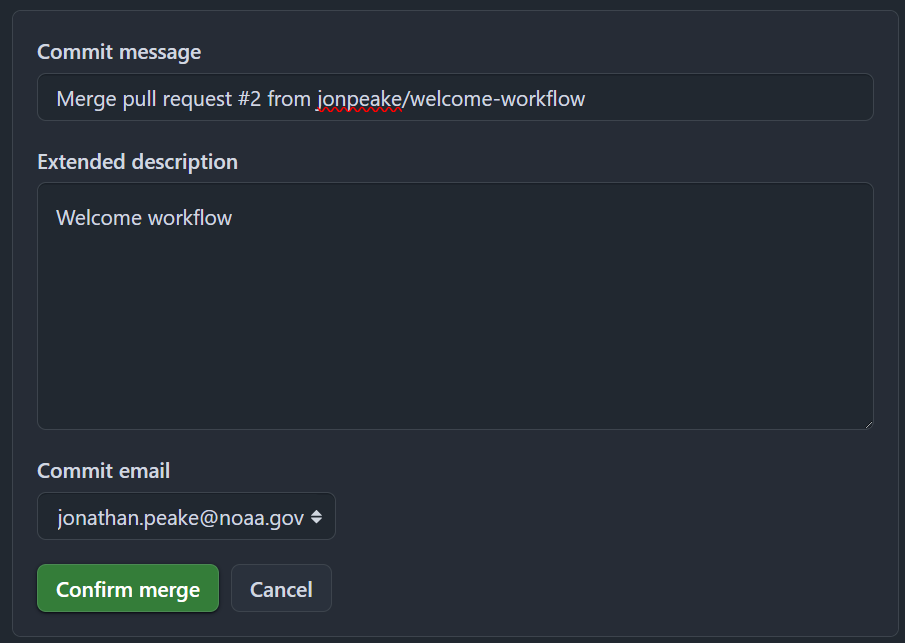 Commit message
Merge pull request #2 from jonpeake/welcome-workflow
Extended description
Welcome workflow
Commit email
jonathan.peake@noaa.gov
Confirm merge
Cancel